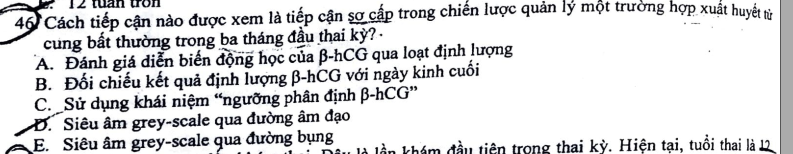 12 tuần tròn
46. Cách tiếp cận nào được xem là tiếp cận sơ cấp trong chiến lược quản lý một trường hợp xuất huyết tử
cung bất thường trong ba tháng đầu thai kỳ?
A. Đánh giá diễn biến động học của β-hCG qua loạt định lượng
B. Đối chiếu kết quả định lượng β-hCG với ngày kinh cuối
C. Sử dụng khái niệm “ngưỡng phân định β-hCG”
D. Siêu âm grey-scale qua đường âm đạo
E. Siêu âm grey-scale qua đường bụng
là lần khám đầu tiên trong thai kỳ. Hiện tại, tuổi thai là 12